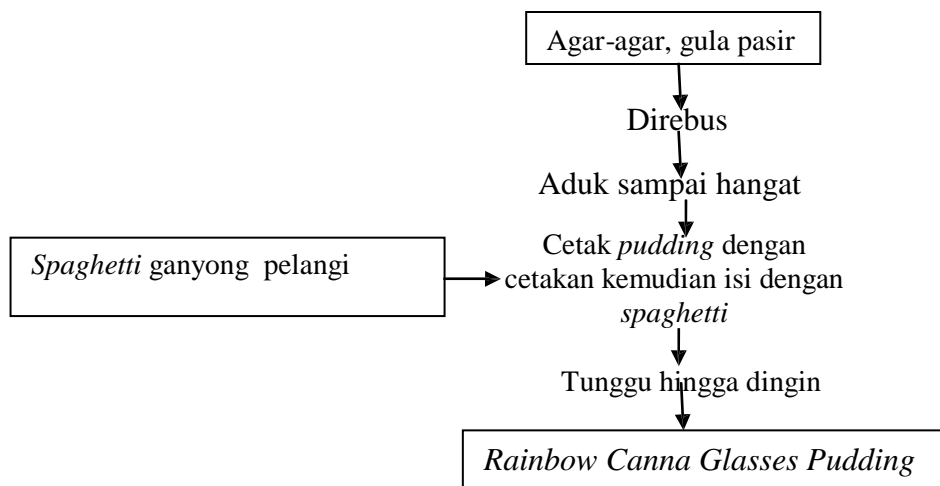 Agar-agar, gula pasir
Direbus
Aduk sampai hangat
Spaghetti ganyong pelangi
Cetak pudding dengan
cetakan kemudian isi dengan
spaghetti
Tunggu hingga dingin
Rainbow Canna Glasses Pudding